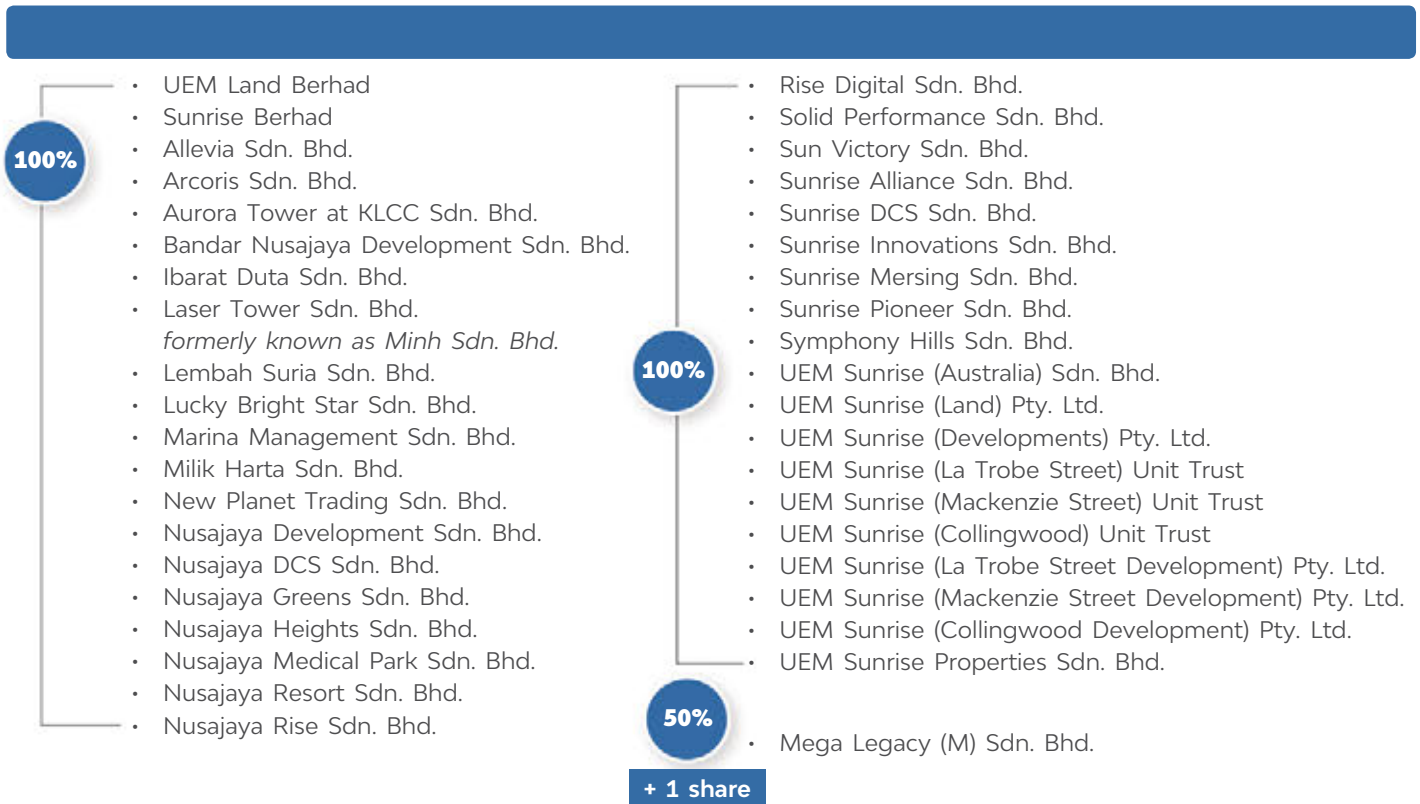 100%
• UEM Land Berhad
• Sunrise Berhad
• Allevia Sdn. Bhd.
• Arcoris Sdn. Bhd.
• Aurora Tower at KLCC Sdn. Bhd.
• Bandar Nusajaya Development Sdn. Bhd.
• Ibarat Duta Sdn. Bhd.
• Laser Tower Sdn. Bhd.
formerly known as Minh Sdn. Bhd.
• Lembah Suria Sdn. Bhd.
• Lucky Bright Star Sdn. Bhd.
• Marina Management Sdn. Bhd.
• Milik Harta Sdn. Bhd.
• New Planet Trading Sdn. Bhd.
• Nusajaya Development Sdn. Bhd.
• Nusajaya DCS Sdn. Bhd.
• Nusajaya Greens Sdn. Bhd.
• Nusajaya Heights Sdn. Bhd.
• Nusajaya Medical Park Sdn. Bhd.
• Nusajaya Resort Sdn. Bhd.
• Nusajaya Rise Sdn. Bhd.
100%
• Rise Digital Sdn. Bhd.
• Solid Performance Sdn. Bhd.
• Sun Victory Sdn. Bhd.
• Sunrise Alliance Sdn. Bhd.
• Sunrise DCS Sdn. Bhd.
• Sunrise Innovations Sdn. Bhd.
• Sunrise Mersing Sdn. Bhd.
• Sunrise Pioneer Sdn. Bhd.
• Symphony Hills Sdn. Bhd.
• UEM Sunrise (Australia) Sdn. Bhd.
• UEM Sunrise (Land) Pty. Ltd.
• UEM Sunrise (Developments) Pty. Ltd.
• UEM Sunrise (La Trobe Street) Unit Trust
• UEM Sunrise (Mackenzie Street) Unit Trust
• UEM Sunrise (Collingwood) Unit Trust
• UEM Sunrise (La Trobe Street Development) Pty. Ltd.
• UEM Sunrise (Mackenzie Street Development) Pty. Ltd.
• UEM Sunrise (Collingwood Development) Pty. Ltd.
• UEM Sunrise Properties Sdn. Bhd.
50%
+ 1 share
• Mega Legacy (M) Sdn. Bhd.